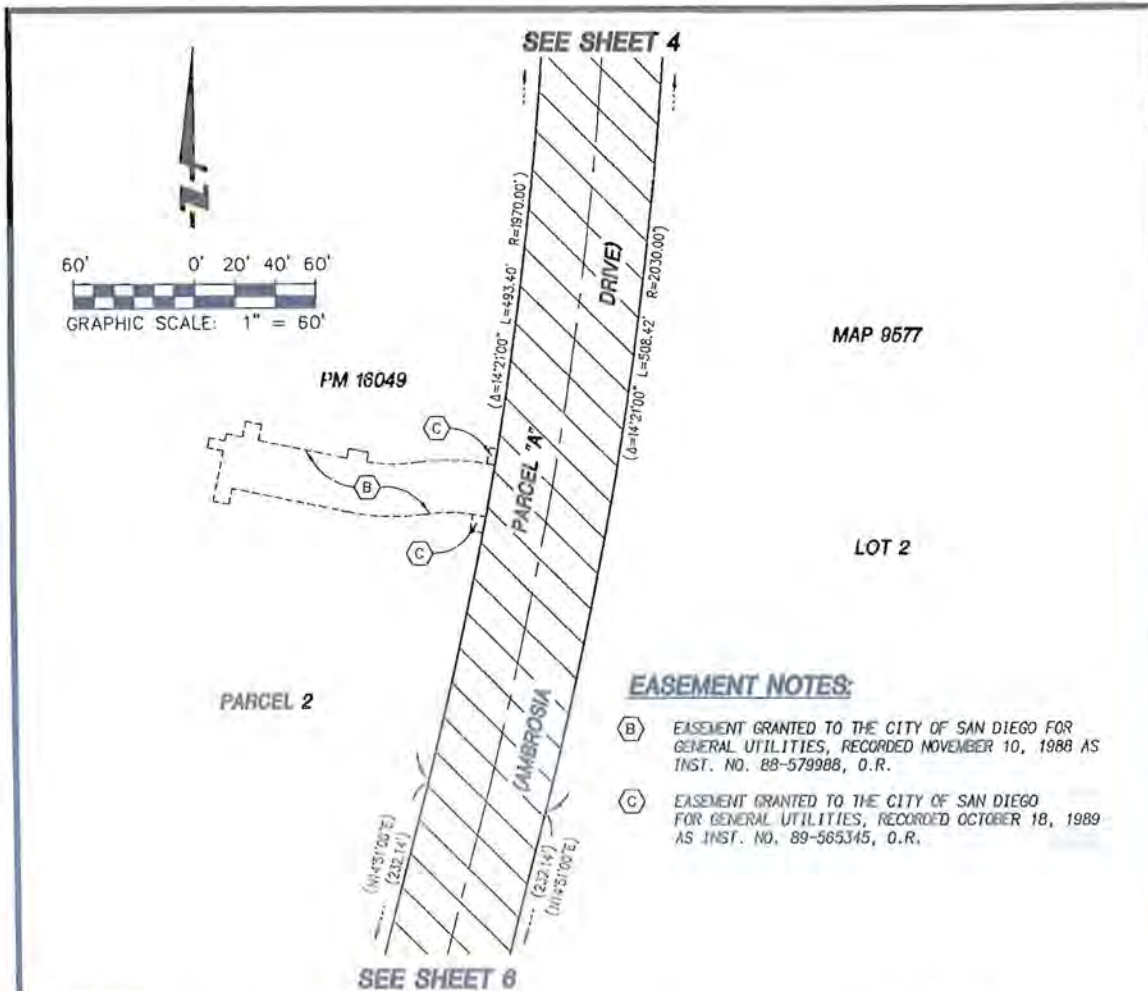 SEE SHEET 4
N
60' 0' 20' 40' 60'
GRAPHIC SCALE: 1" = 60'
(Δ=14°21'00" L=493.40' R=1970.00')
DRIVE)
(Δ=14°21'00" L=508.42' R=2030.00')
MAP 9577
PM 16049
C
B
PARCEL "A"
C
LOT 2
PARCEL 2
(AMBROSIA
EASEMENT NOTES:
B EASEMENT GRANTED TO THE CITY OF SAN DIEGO FOR
GENERAL UTILITIES, RECORDED NOVEMBER 10, 1988 AS
INST. NO. 88-579988, O.R.
C EASEMENT GRANTED TO THE CITY OF SAN DIEGO
FOR GENERAL UTILITIES, RECORDED OCTOBER 18, 1989
AS INST. NO. 89-565345, O.R.
(N14°51'00"E)
(232.14')
(232.14')
(N14°51'00"E)
SEE SHEET 6